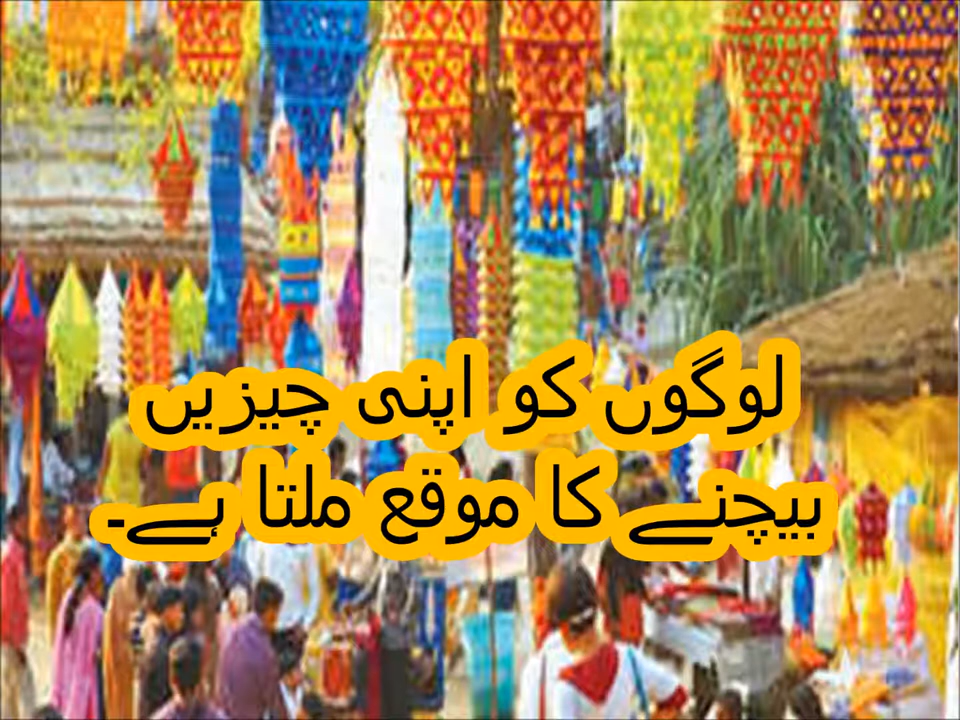 لوگوں کو اپنی چیزیں
بیچنے کا موقع ملتا ہے۔